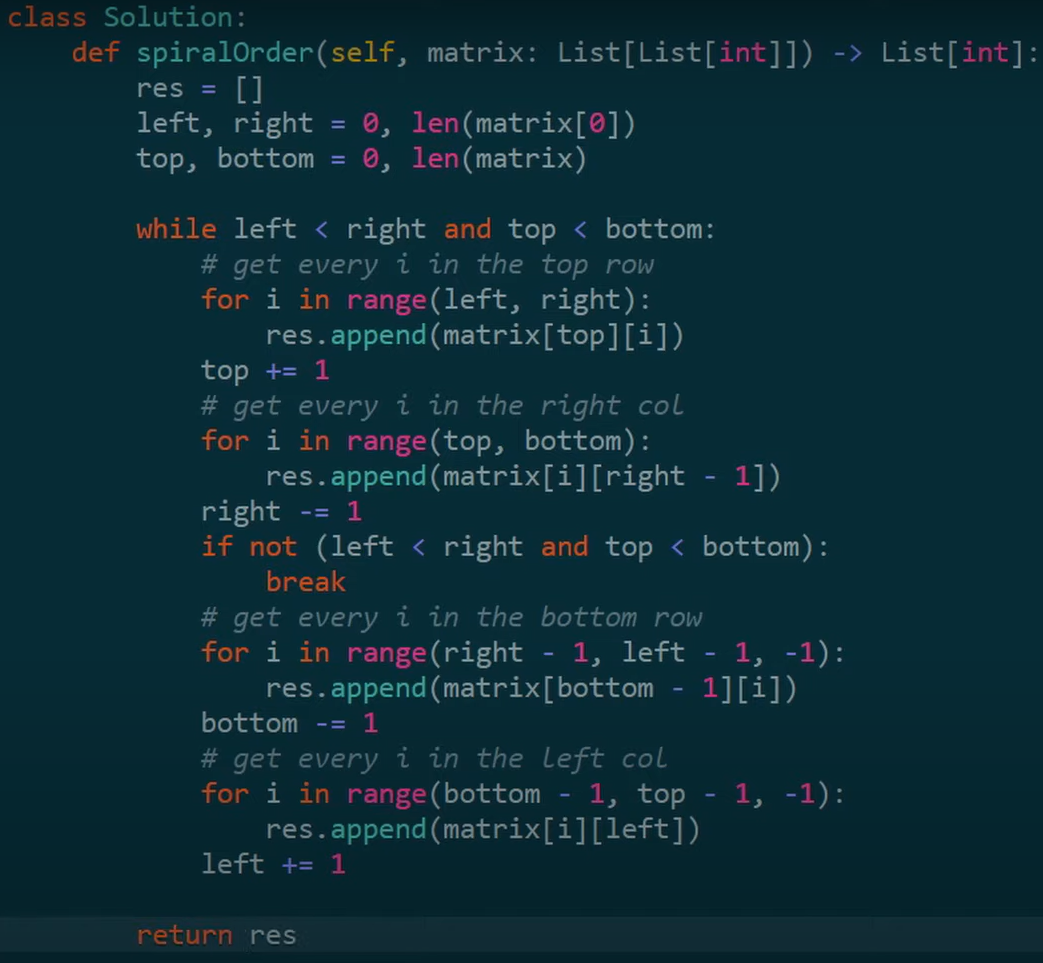 class Solution:
    def spiralOrder(self, matrix: List[List[int]]) -> List[int]:
        res = []
        left, right = 0, len(matrix[0])
        top, bottom = 0, len(matrix)

        while left < right and top < bottom:
            # get every i in the top row
            for i in range(left, right):
                res.append(matrix[top][i])
            top += 1
            # get every i in the right col
            for i in range(top, bottom):
                res.append(matrix[i][right - 1])
            right -= 1
            if not (left < right and top < bottom):
                break
            # get every i in the bottom row
            for i in range(right - 1, left - 1, -1):
                res.append(matrix[bottom - 1][i])
            bottom -= 1
            # get every i in the left col
            for i in range(bottom - 1, top - 1, -1):
                res.append(matrix[i][left])
            left += 1

        return res